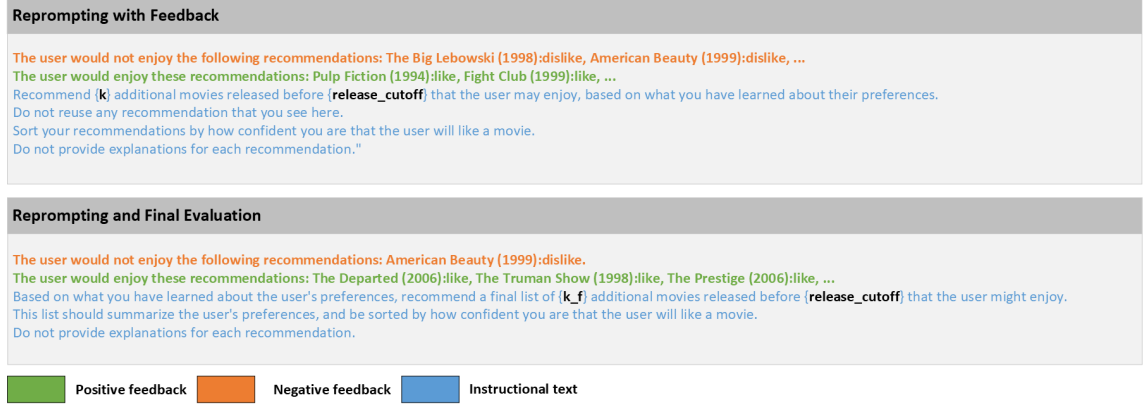 Reprompting with Feedback
The user would not enjoy the following recommendations: The Big Lebowski (1998):dislike, American Beauty (1999):dislike, ...
The user would enjoy these recommendations: Pulp Fiction (1994):like, Fight Club (1999):like, ...
Recommend {k} additional movies released before {release_cutoff} that the user may enjoy, based on what you have learned about their preferences.
Do not reuse any recommendation that you see here.
Sort your recommendations by how confident you are that the user will like a movie.
Do not provide explanations for each recommendation."
Reprompting and Final Evaluation
The user would not enjoy the following recommendations: American Beauty (1999):dislike.
The user would enjoy these recommendations: The Departed (2006):like, The Truman Show (1998):like, The Prestige (2006):like, ...
Based on what you have learned about the user's preferences, recommend a final list of {k_f} additional movies released before {release_cutoff} that the user might enjoy.
This list should summarize the user's preferences, and be sorted by how confident you are that the user will like a movie.
Do not provide explanations for each recommendation.
Positive feedback Negative feedback Instructional text